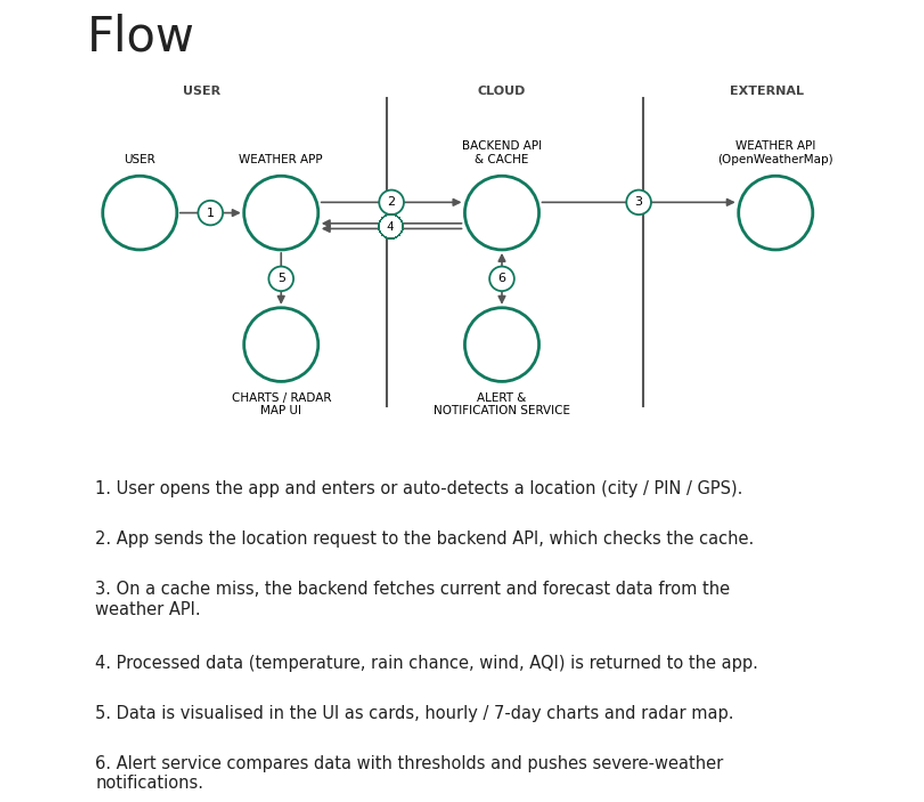 Flow
USER
CLOUD
EXTERNAL
USER
WEATHER APP
BACKEND API
& CACHE
WEATHER API
(OpenWeatherMap)
1
2
3
4
5
6
CHARTS / RADAR
MAP UI
ALERT &
NOTIFICATION SERVICE
1. User opens the app and enters or auto-detects a location (city / PIN / GPS).
2. App sends the location request to the backend API, which checks the cache.
3. On a cache miss, the backend fetches current and forecast data from the
weather API.
4. Processed data (temperature, rain chance, wind, AQI) is returned to the app.
5. Data is visualised in the UI as cards, hourly / 7-day charts and radar map.
6. Alert service compares data with thresholds and pushes severe-weather
notifications.